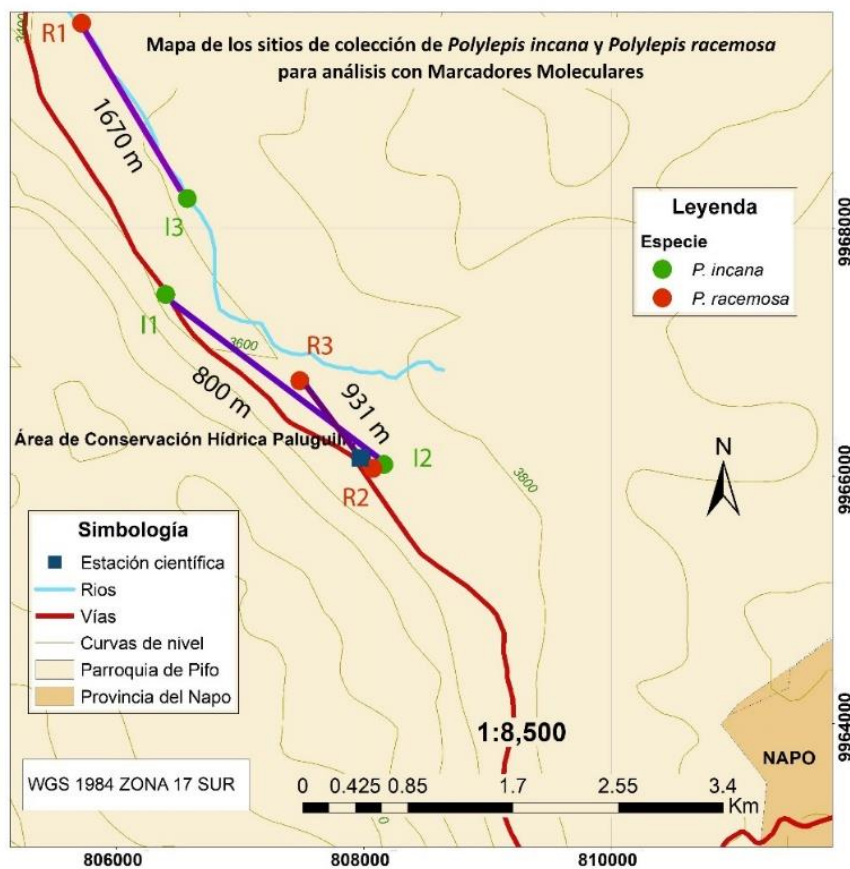 Mapa de los sitios de colección de Polylepis incana y Polylepis racemosa
para análisis con Marcadores Moleculares
3400
R1
1670 m
I3
Leyenda
Especie
P. incana
P. racemosa
9968000
I1
3600
R3
800 m
931 m
Área de Conservación Hídrica Paluguill
I2
R2
3800
N
9966000
Simbología
Estación científica
Rios
Vías
Curvas de nivel
Parroquia de Pifo
Provincia del Napo
9964000
1:8,500
NAPO
WGS 1984 ZONA 17 SUR
0 0.425 0.85 1.7 2.55 3.4
Km
806000 808000 810000